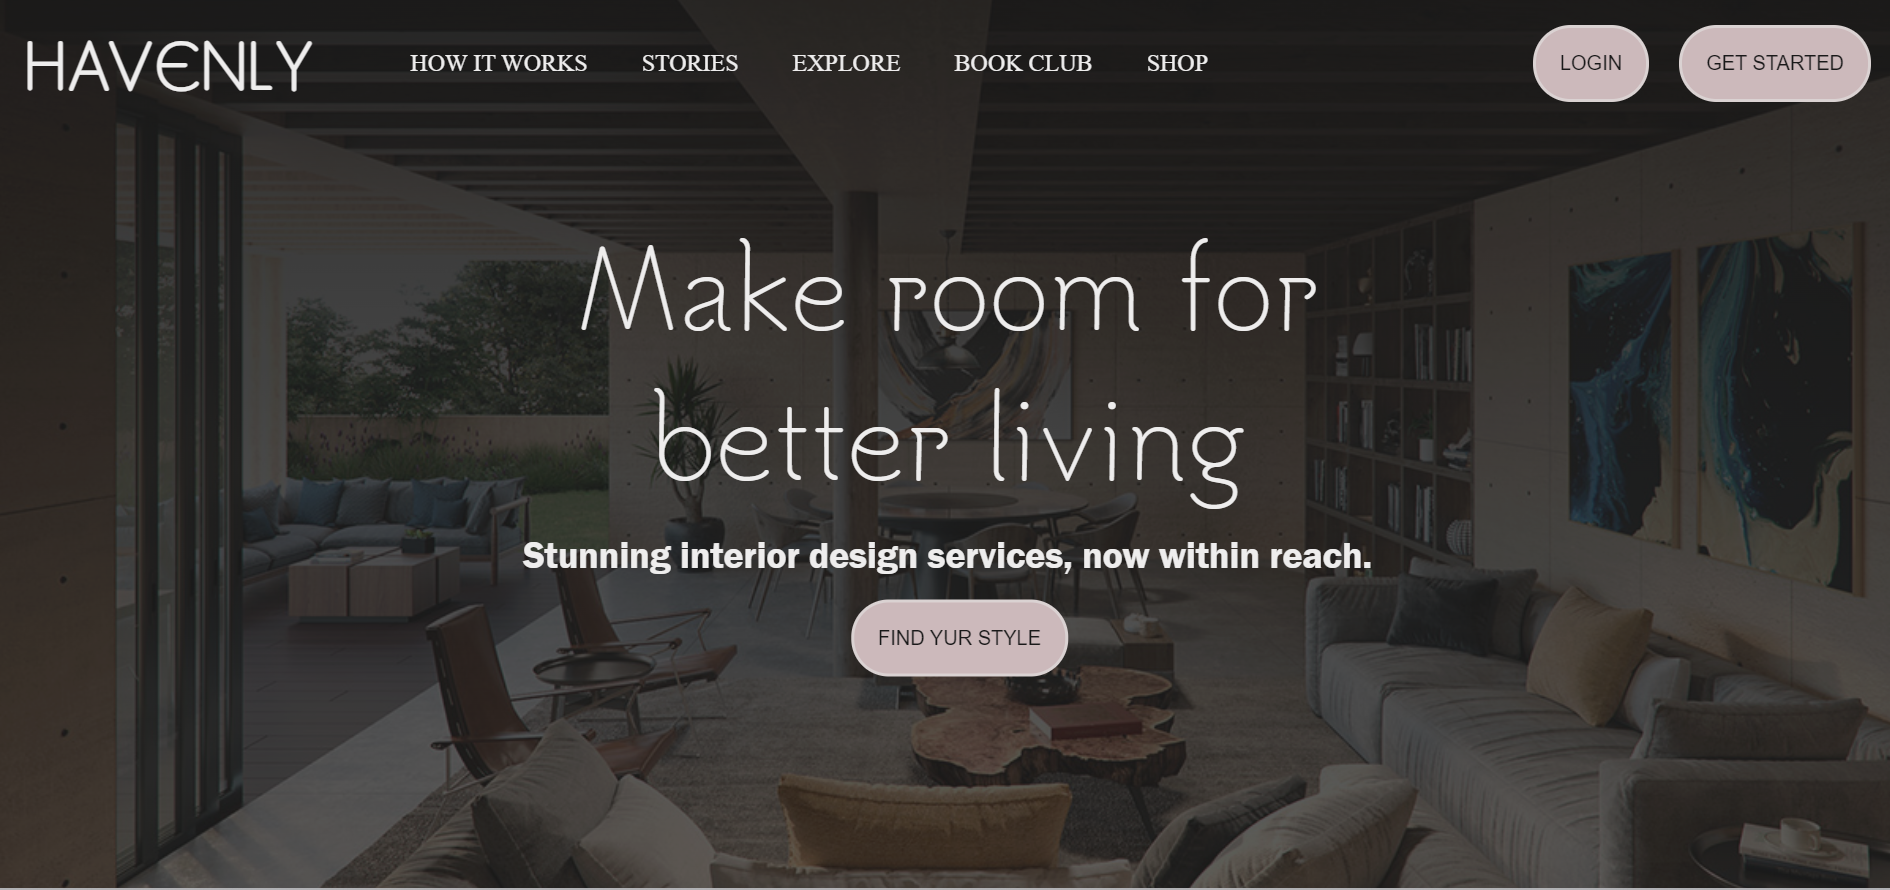 HAVENLY
HOW IT WORKS
STORIES
EXPLORE
BOOK CLUB
SHOP
LOGIN
GET STARTED
Make room for
better living
Stunning interior design services, now within reach.
FIND YUR STYLE